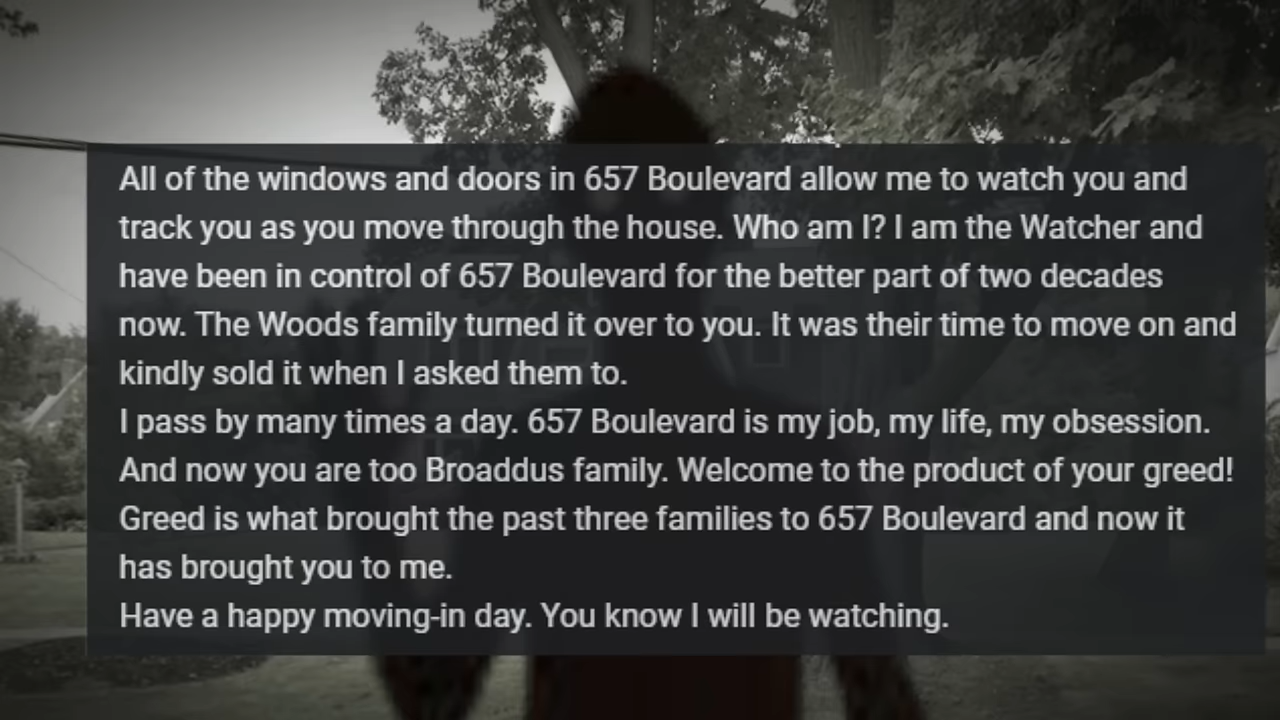 All of the windows and doors in 657 Boulevard allow me to watch you and
track you as you move through the house. Who am I? I am the Watcher and
have been in control of 657 Boulevard for the better part of two decades
now. The Woods family turned it over to you. It was their time to move on and
kindly sold it when I asked them to.
I pass by many times a day. 657 Boulevard is my job, my life, my obsession.
And now you are too Broaddus family. Welcome to the product of your greed!
Greed is what brought the past three families to 657 Boulevard and now it
has brought you to me.
Have a happy moving-in day. You know I will be watching.